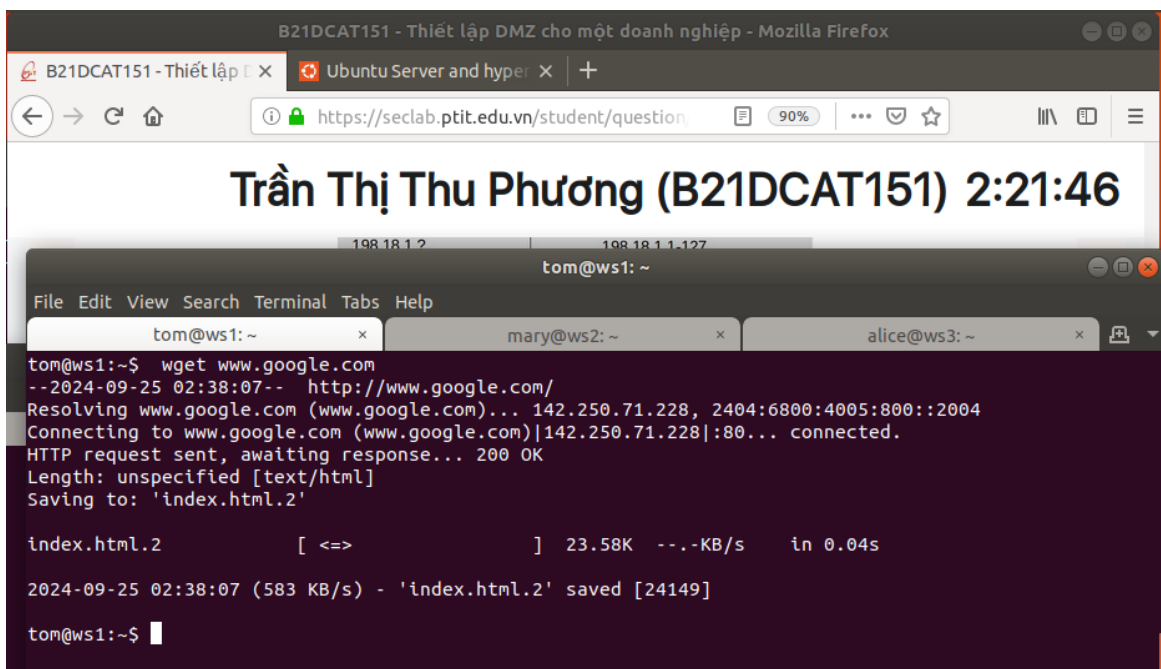 B21DCAT151 - Thiết lập DMZ cho một doanh nghiệp - Mozilla Firefox
B21DCAT151 - Thiết lập D
Ubuntu Server and hyper
https://seclab.ptit.edu.vn/student/question
90%
Trần Thị Thu Phương (B21DCAT151) 2:21:46
198.18.1.2 198.18.1.1-127
tom@ws1: ~
File Edit View Search Terminal Tabs Help
tom@ws1: ~ mary@ws2: ~ alice@ws3: ~
tom@ws1:~$ wget www.google.com
--2024-09-25 02:38:07-- http://www.google.com/
Resolving www.google.com (www.google.com)... 142.250.71.228, 2404:6800:4005:800::2004
Connecting to www.google.com (www.google.com)|142.250.71.228|:80... connected.
HTTP request sent, awaiting response... 200 OK
Length: unspecified [text/html]
Saving to: 'index.html.2'
index.html.2 [ <=> ] 23.58K --.-KB/s in 0.04s
2024-09-25 02:38:07 (583 KB/s) - 'index.html.2' saved [24149]
tom@ws1:~$